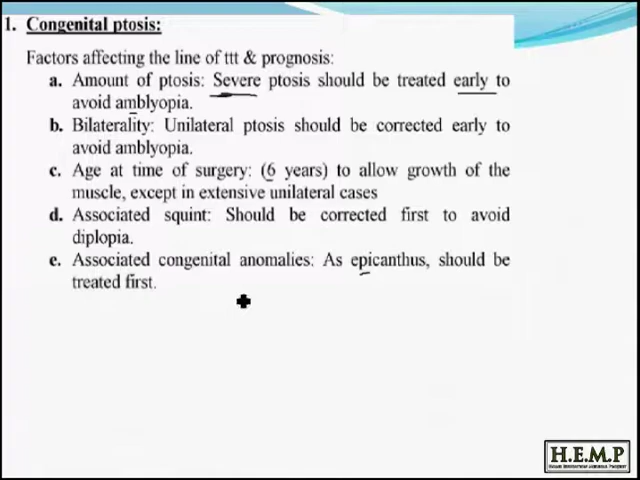 1. Congenital ptosis:
Factors affecting the line of ttt & prognosis:
a. Amount of ptosis: Severe ptosis should be treated early to
avoid amblyopia.
b. Bilaterality: Unilateral ptosis should be corrected early to
avoid amblyopia.
c. Age at time of surgery: (6 years) to allow growth of the
muscle, except in extensive unilateral cases
d. Associated squint: Should be corrected first to avoid
diplopia.
e. Associated congenital anomalies: As epicanthus, should be
treated first.
H.E.M.P